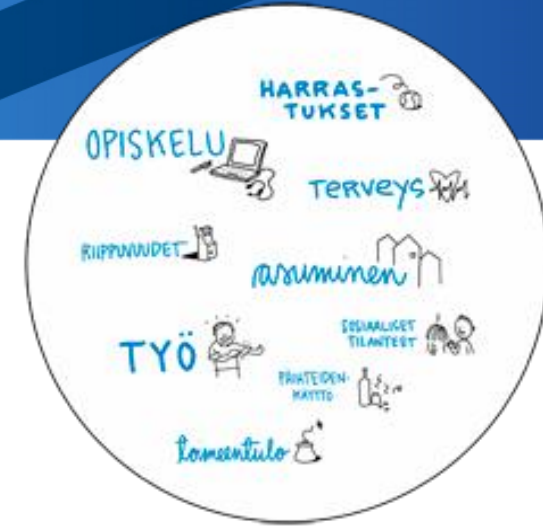 HARRAS-
TUKSET
OPISKELU
TERVEYS
RIIPPUVUUDET
asuminen
SOSIAALISET
TILANTEET
TYÖ
PÄIHTEIDEN-
KÄYTTÖ
toimeentulo